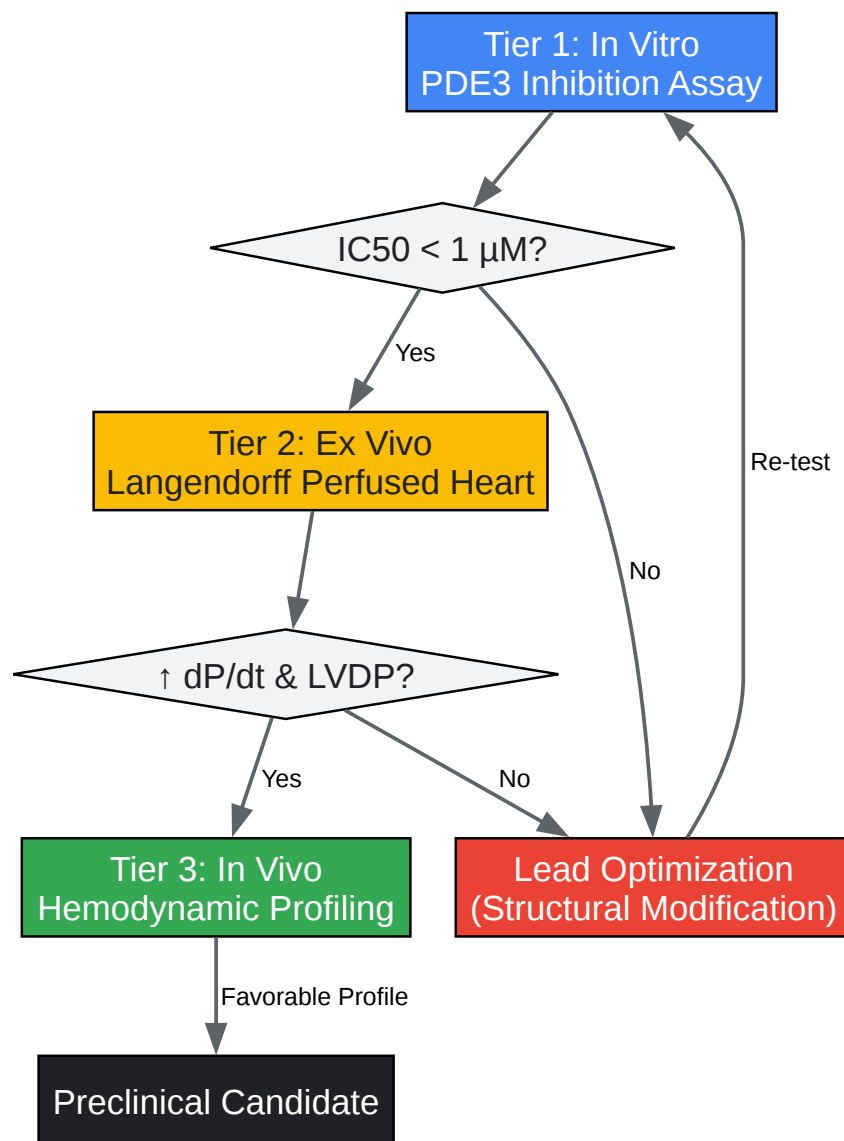 Tier 1: In Vitro
PDE3 Inhibition Assay
IC50 < 1 µM?
Yes
Tier 2: Ex Vivo
Langendorff Perfused Heart
Re-test
No
↑ dP/dt & LVDP?
Yes
No
Tier 3: In Vivo
Hemodynamic Profiling
Lead Optimization
(Structural Modification)
Favorable Profile
Preclinical Candidate